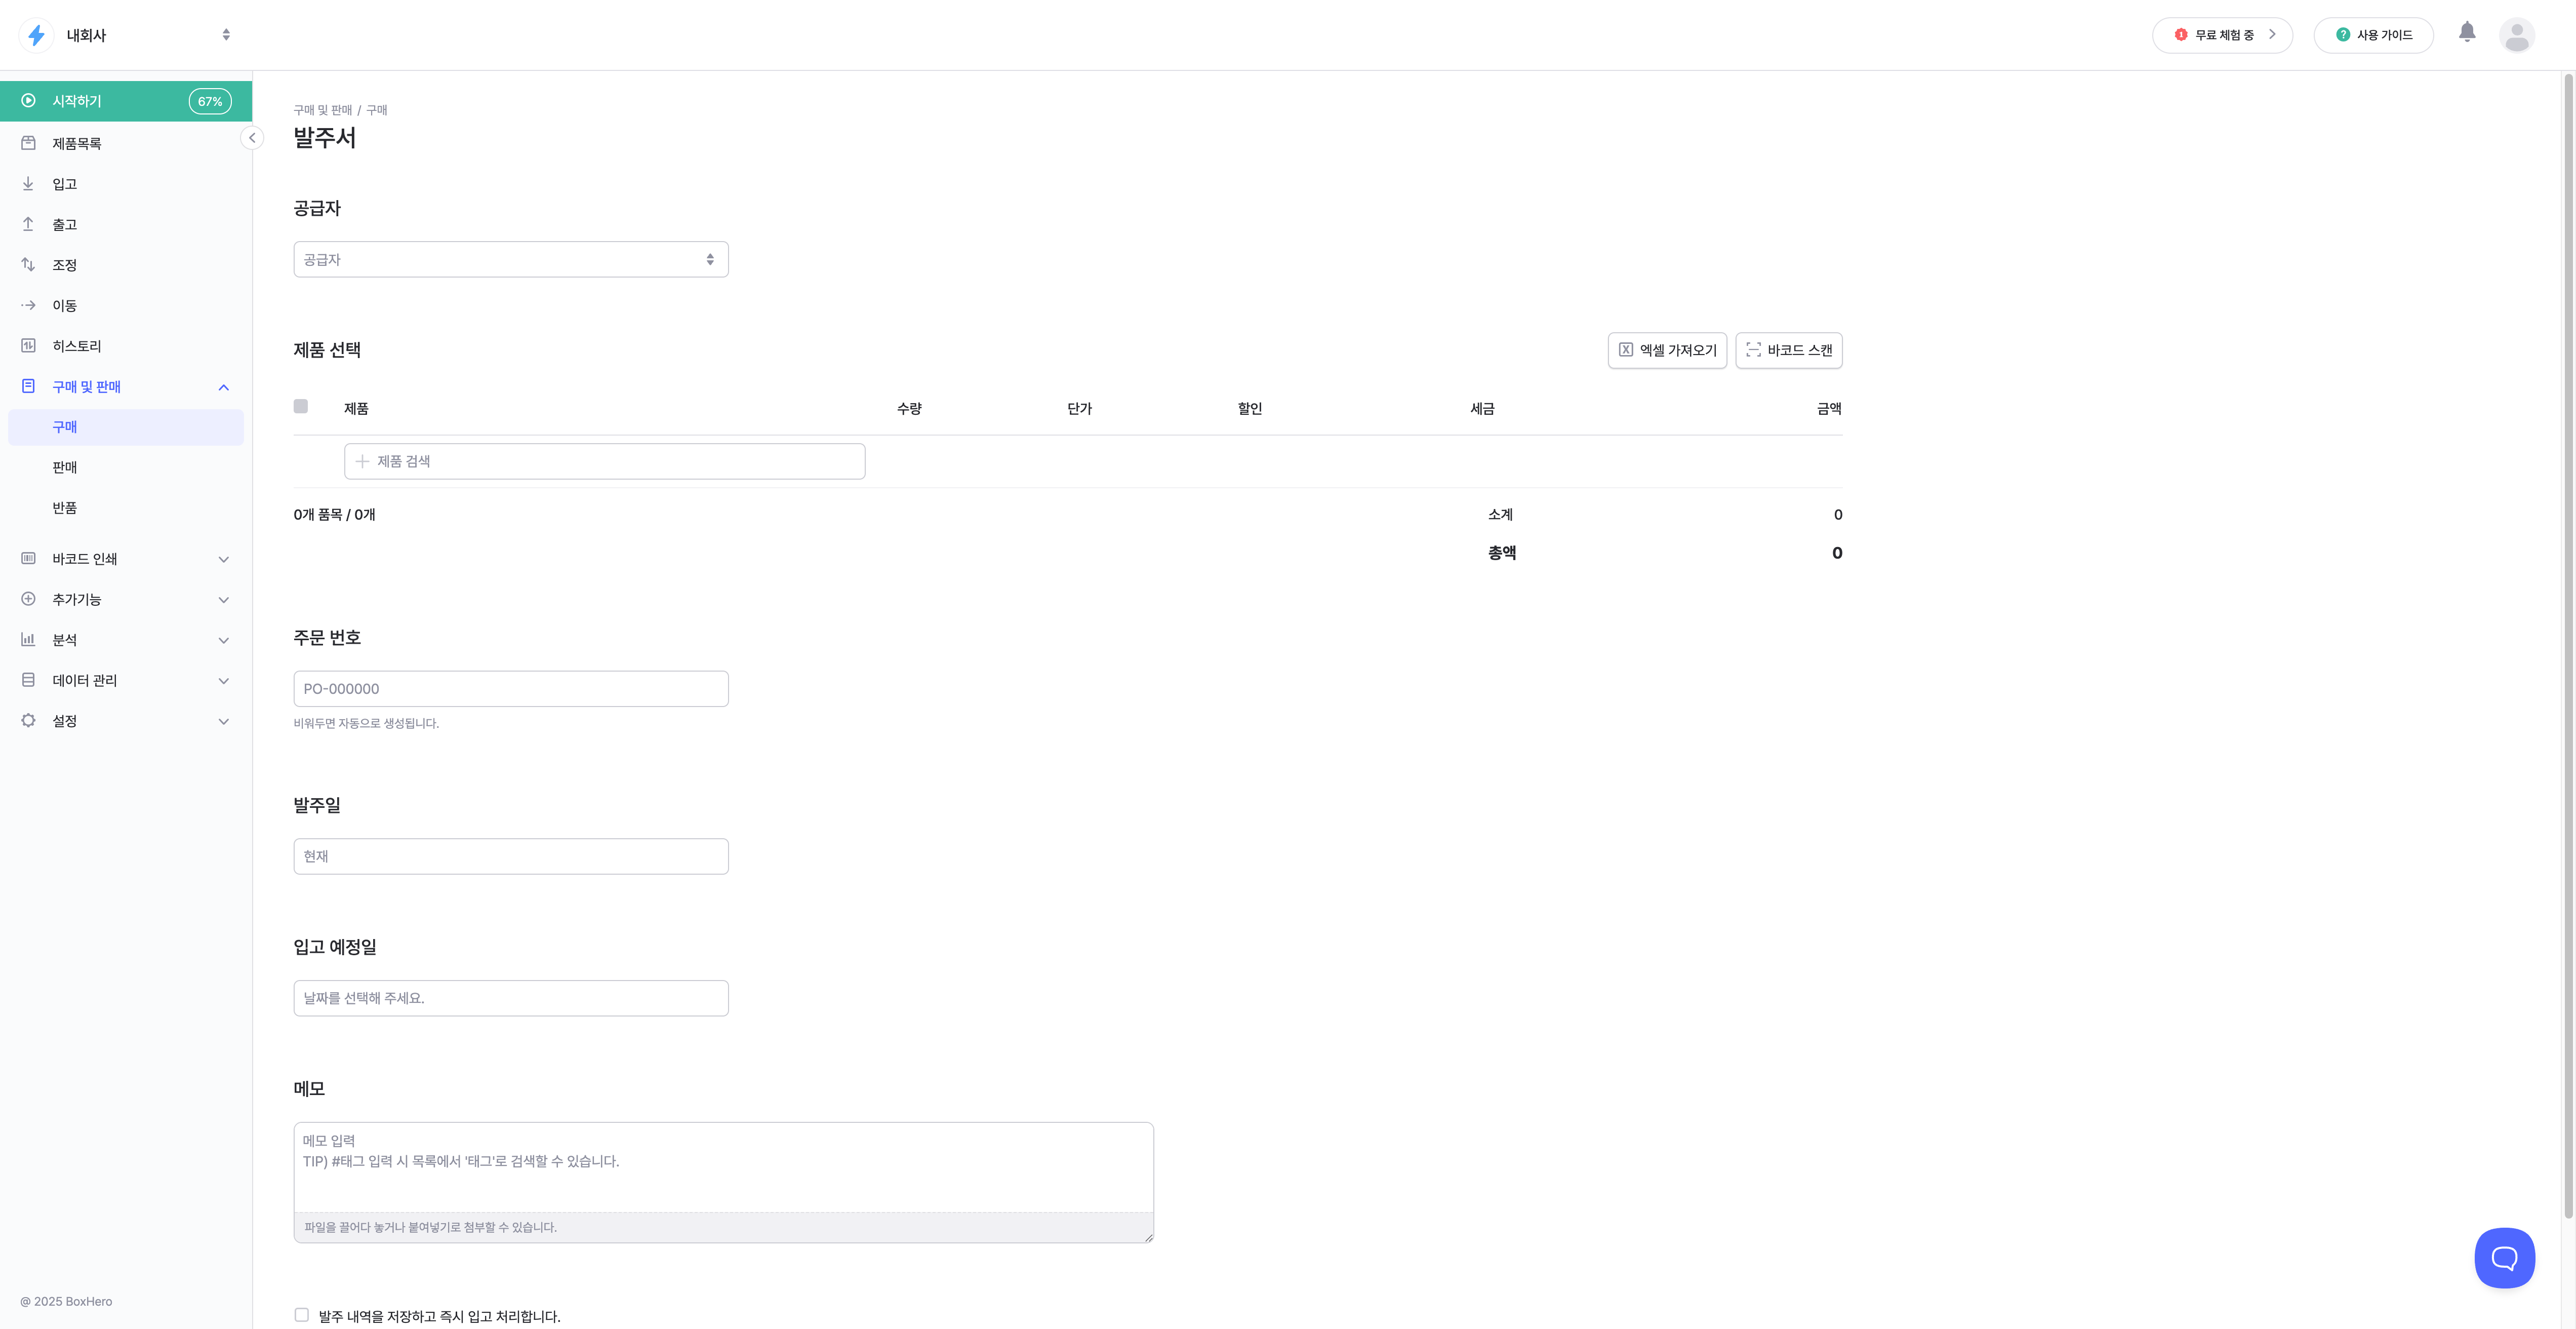 내회사
무료 체험 중
사용 가이드
시작하기 67%
제품목록
입고
출고
조정
이동
히스토리
구매 및 판매
구매
판매
반품
바코드 인쇄
추가기능
분석
데이터 관리
설정
@ 2025 BoxHero
구매 및 판매 / 구매
발주서
공급자
공급자
제품 선택
엑셀 가져오기
바코드 스캔
제품 수량 단가 할인 세금 금액
제품 검색
0개 품목 / 0개 소계 0
총액 0
주문 번호
PO-000000
비워두면 자동으로 생성됩니다.
발주일
현재
입고 예정일
날짜를 선택해 주세요.
메모
메모 입력
TIP) #태그 입력 시 목록에서 '태그'로 검색할 수 있습니다.
파일을 끌어다 놓거나 붙여넣기로 첨부할 수 있습니다.
발주 내역을 저장하고 즉시 입고 처리합니다.